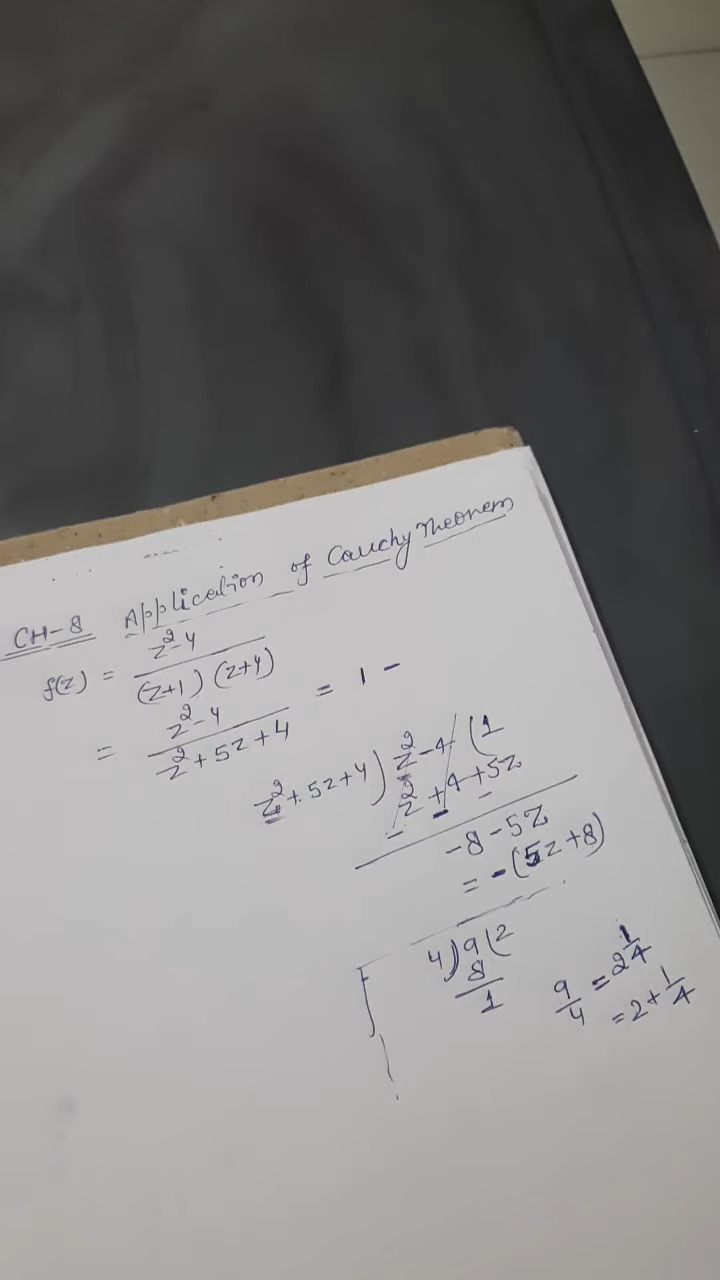 CH-8 Application of Cauchy Theorem
f(z) = z²-4 / (z+1) (z+4)
= z²-4 / z²+5z+4 = 1 -
z²+5z+4 ) z²-4 ( 1
z²+4+5z
-8-5z
= -(5z+8)
4 ) 9 ( 2
8
1
9/4 = 2 1/4
= 2 + 1/4